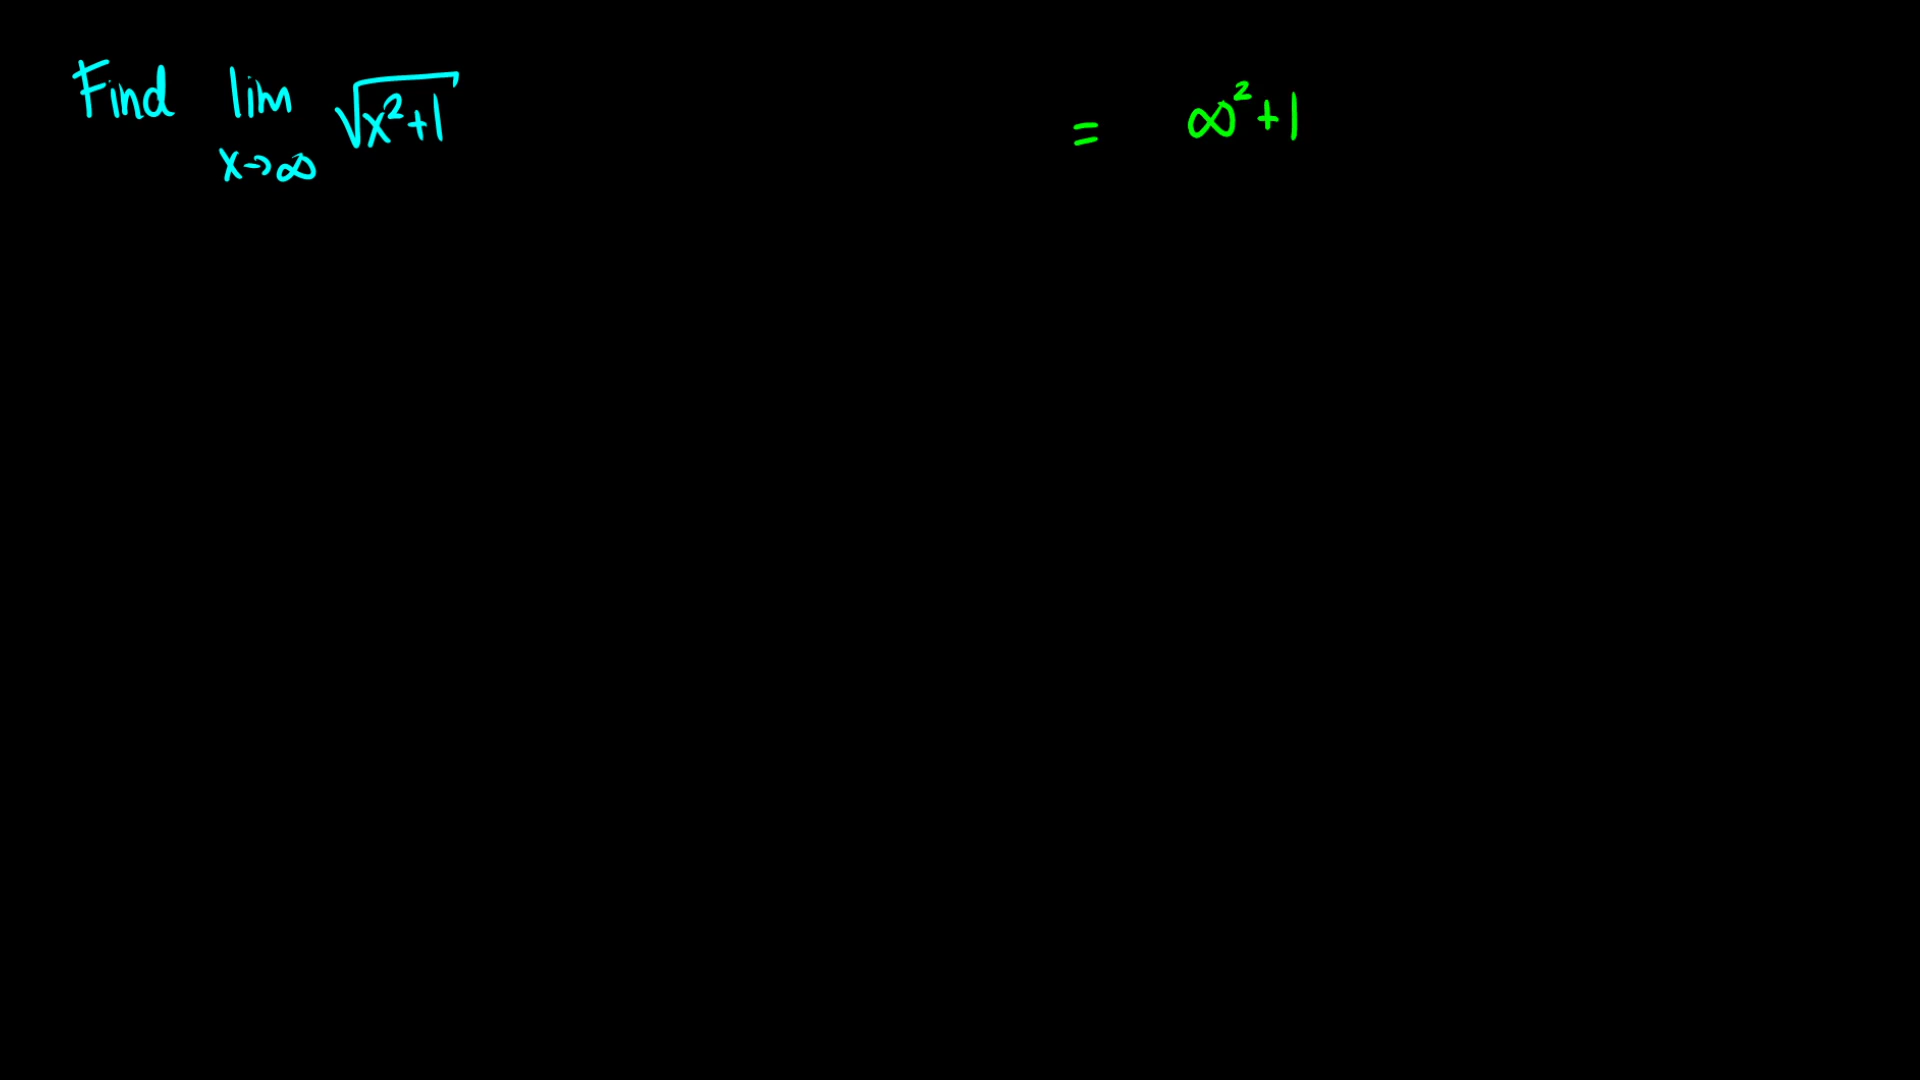 Find lim √(x²+1) = ∞²+1
x→∞